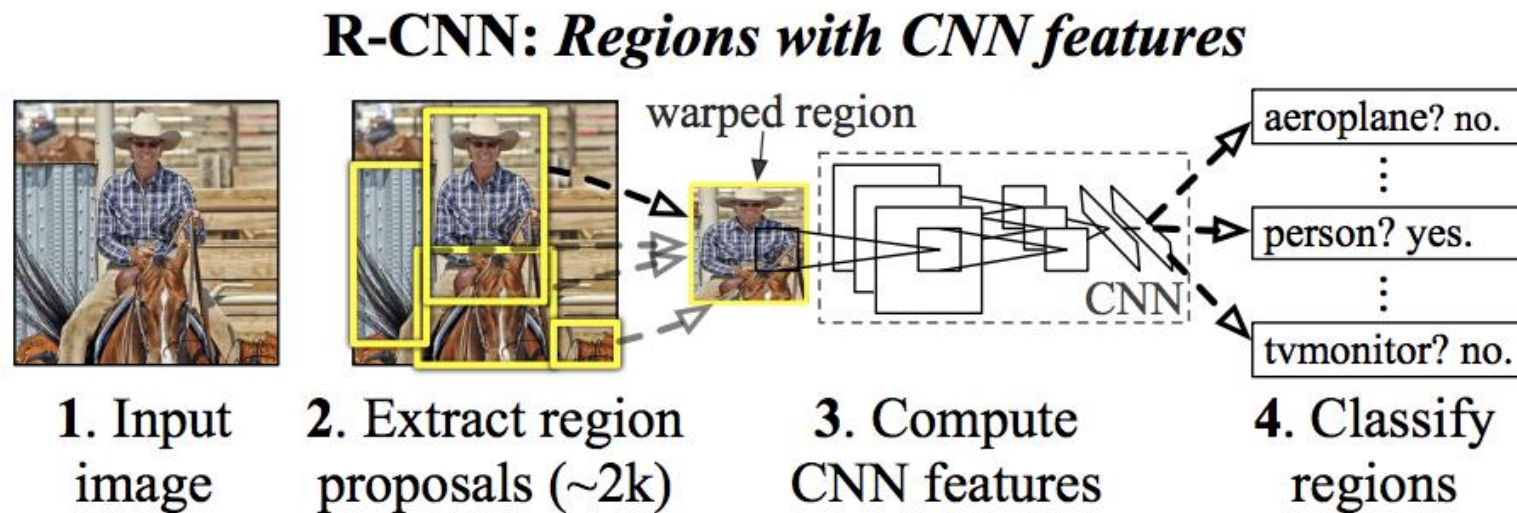 R-CNN: Regions with CNN features
warped region
aeroplane? no.
⋮
person? yes.
⋮
tvmonitor? no.
CNN
1. Input
image
2. Extract region
proposals (~2k)
3. Compute
CNN features
4. Classify
regions